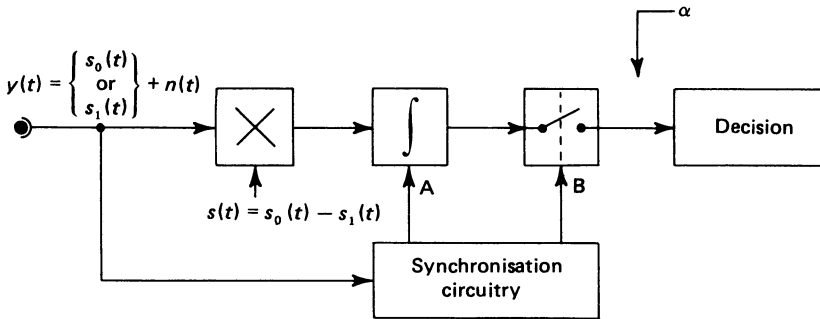 α
y(t) = { s₀(t) or s₁(t) } + n(t)
∫
Decision
A
B
s(t) = s₀(t) − s₁(t)
Synchronisation
circuitry